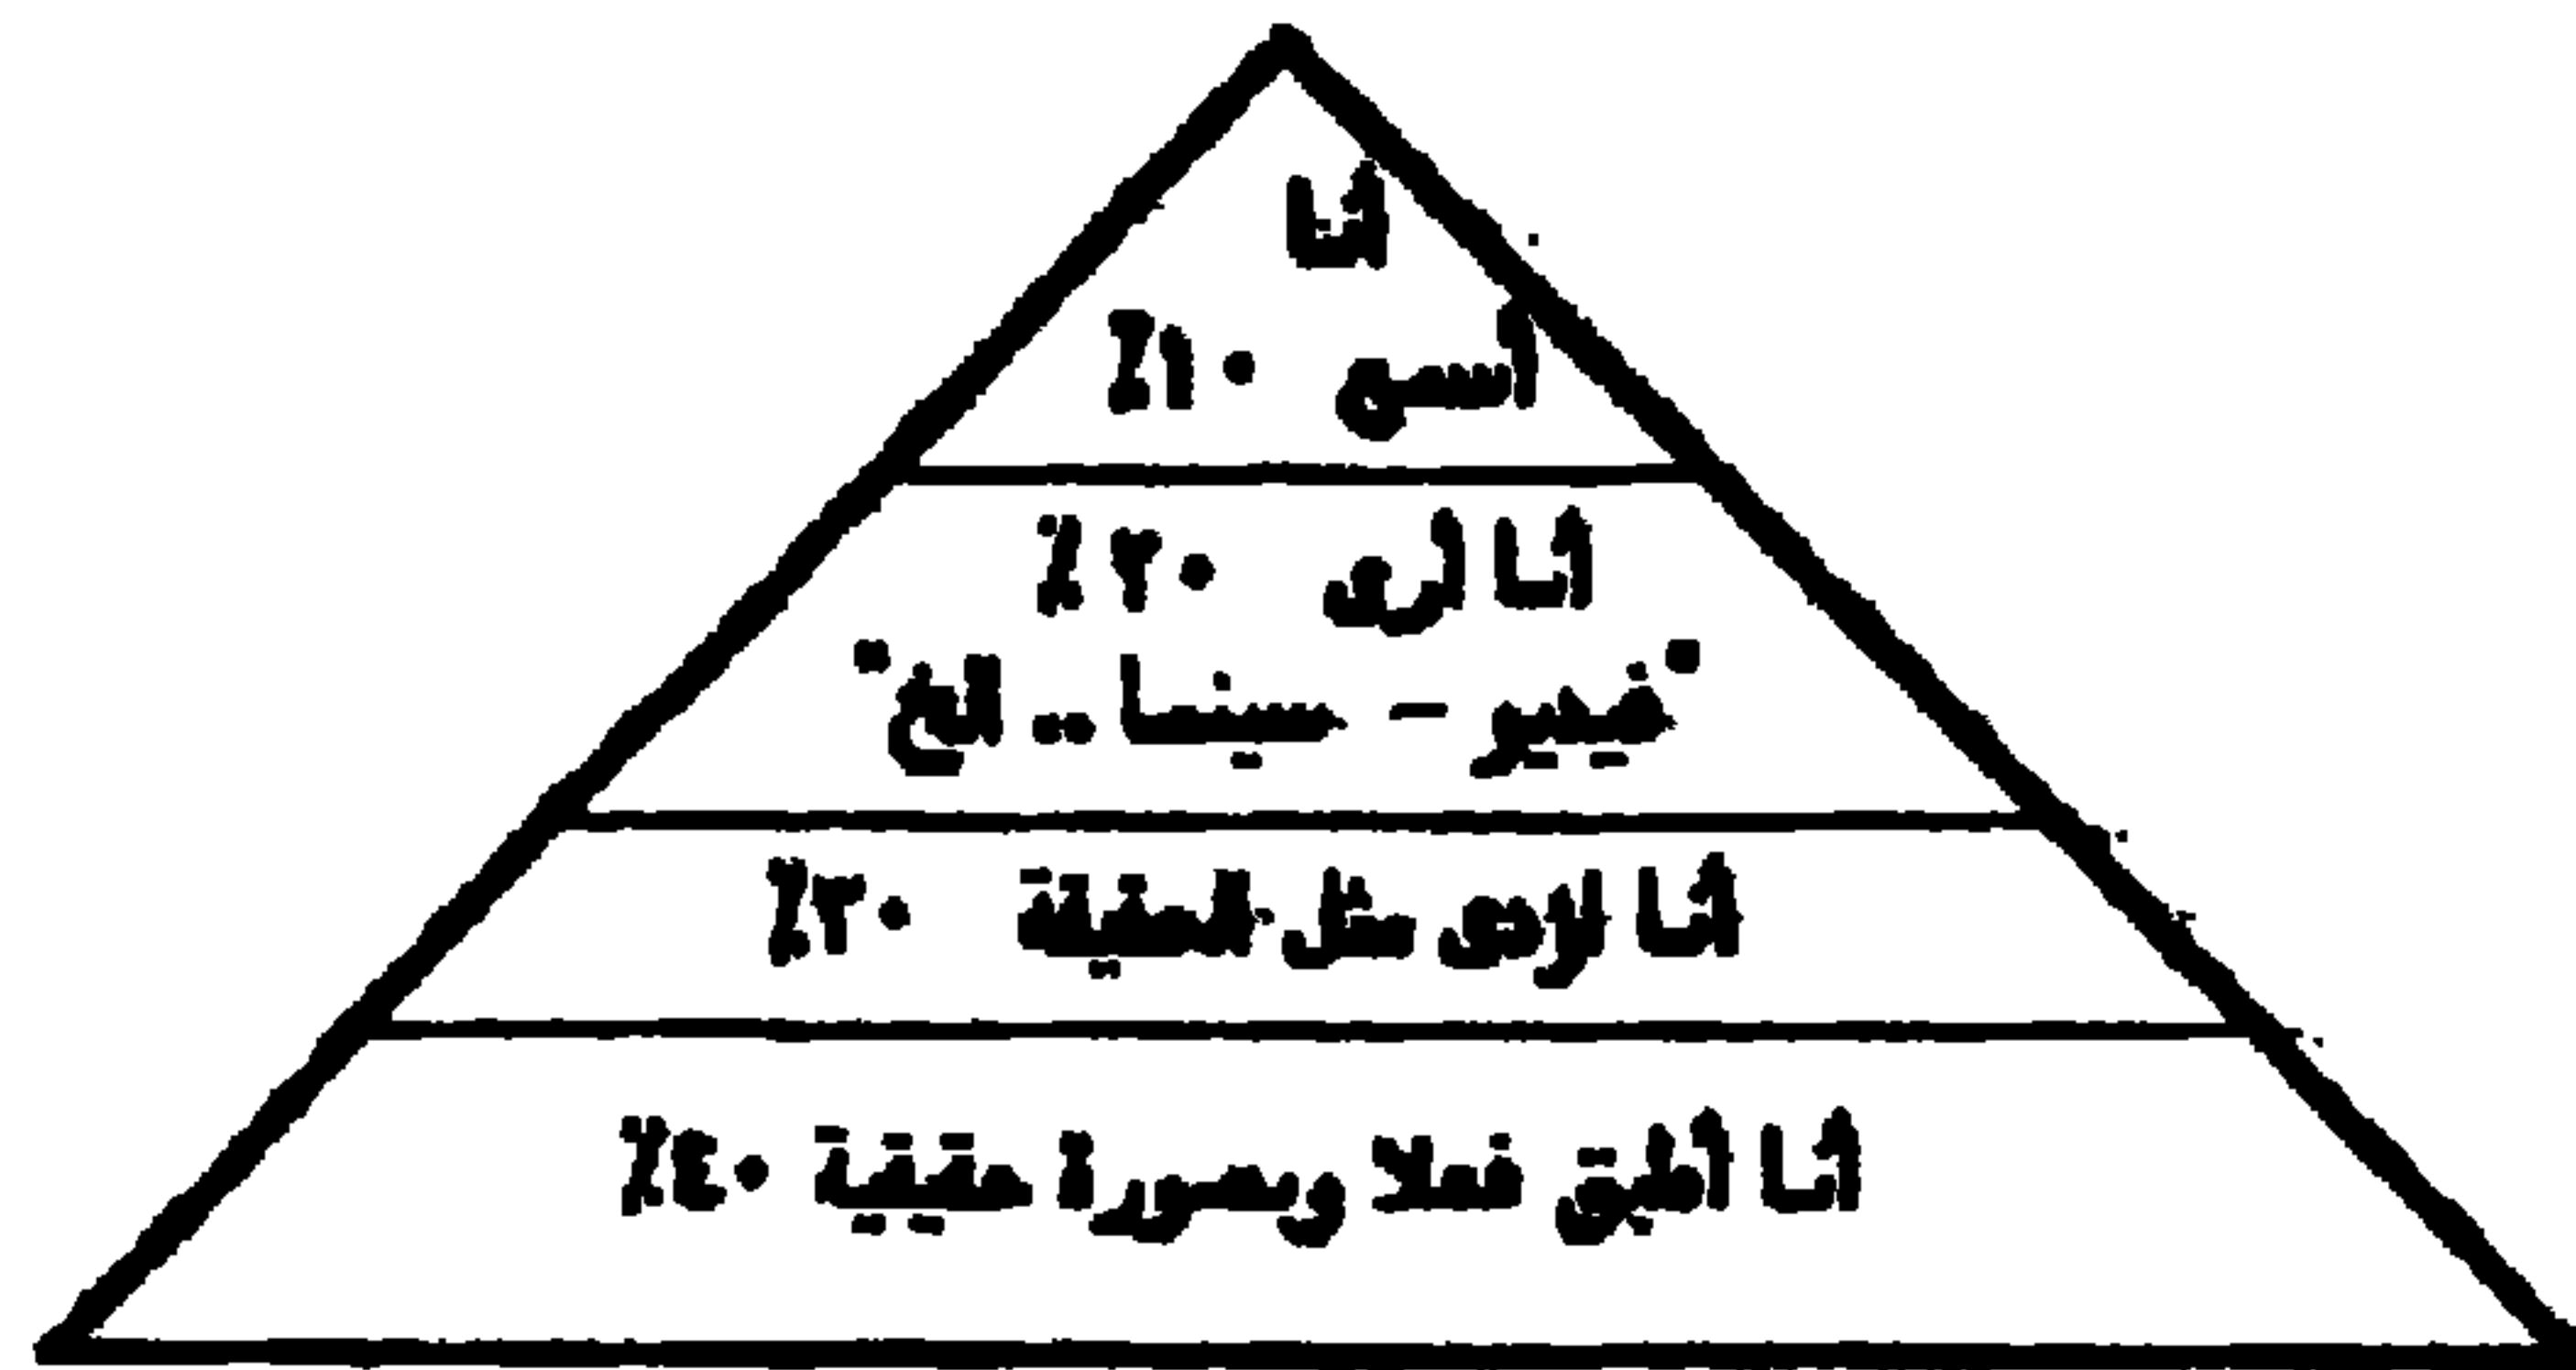 أنا
أسمع ١٠٪
أنا أرى ٢٠٪
"فيديو - سينما .. الخ"
أنا أؤدى مثل الحقيقة ٣٠٪
أنا أطبق فعلا وبصورة حقيقية ٤٠٪